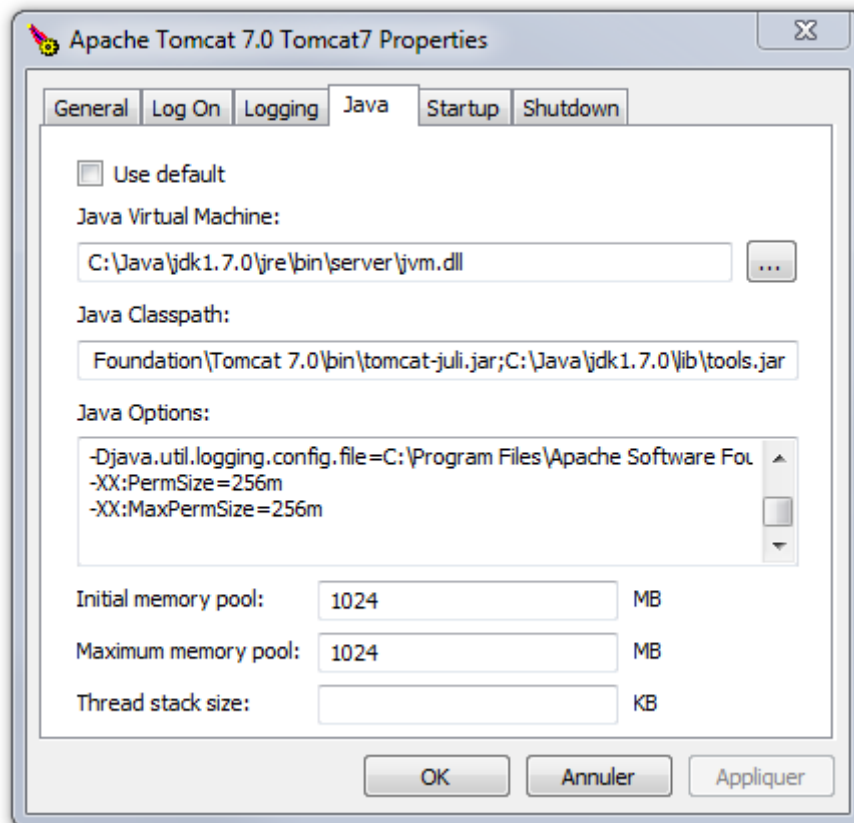 Apache Tomcat 7.0 Tomcat7 Properties
General Log On Logging Java Startup Shutdown
Use default
Java Virtual Machine:
C:\Java\jdk1.7.0\jre\bin\server\jvm.dll ...
Java Classpath:
Foundation\Tomcat 7.0\bin\tomcat-juli.jar;C:\Java\jdk1.7.0\lib\tools.jar
Java Options:
-Djava.util.logging.config.file=C:\Program Files\Apache Software Fou
-XX:PermSize=256m
-XX:MaxPermSize=256m
Initial memory pool: 1024 MB
Maximum memory pool: 1024 MB
Thread stack size: KB
OK Annuler Appliquer